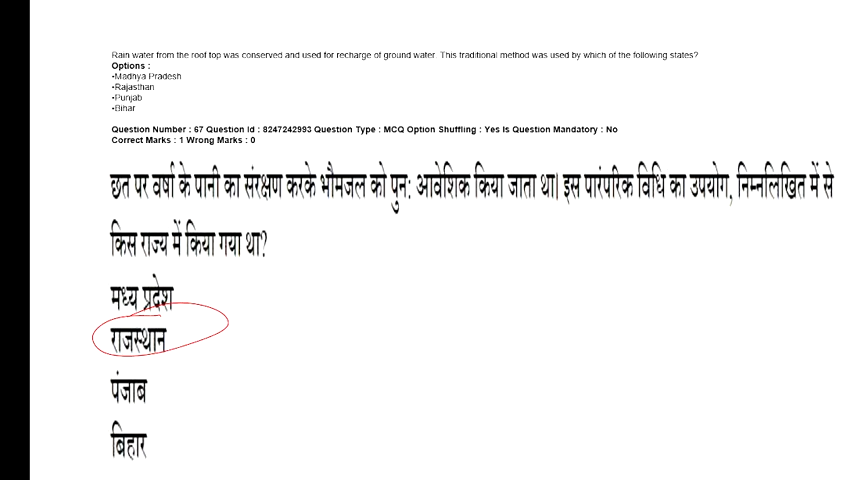 Rain water from the roof top was conserved and used for recharge of ground water. This traditional method was used by which of the following states?
Options :
•Madhya Pradesh
•Rajasthan
•Punjab
•Bihar
Question Number : 67 Question Id : 8247242993 Question Type : MCQ Option Shuffling : Yes Is Question Mandatory : No
Correct Marks : 1 Wrong Marks : 0
छत पर वर्षा के पानी का संरक्षण करके भौमजल को पुन: आवेशिक किया जाता था| इस पारंपरिक विधि का उपयोग, निम्नलिखित में से
किस राज्य में किया गया था?
मध्य प्रदेश
राजस्थान
पंजाब
बिहार